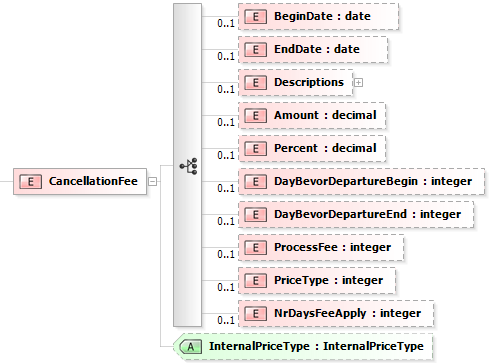 0..1 E BeginDate : date
0..1 E EndDate : date
0..1 E Descriptions
0..1 E Amount : decimal
0..1 E Percent : decimal
E CancellationFee
0..1 E DayBevorDepartureBegin : integer
0..1 E DayBevorDepartureEnd : integer
0..1 E ProcessFee : integer
0..1 E PriceType : integer
0..1 E NrDaysFeeApply : integer
A InternalPriceType : InternalPriceType